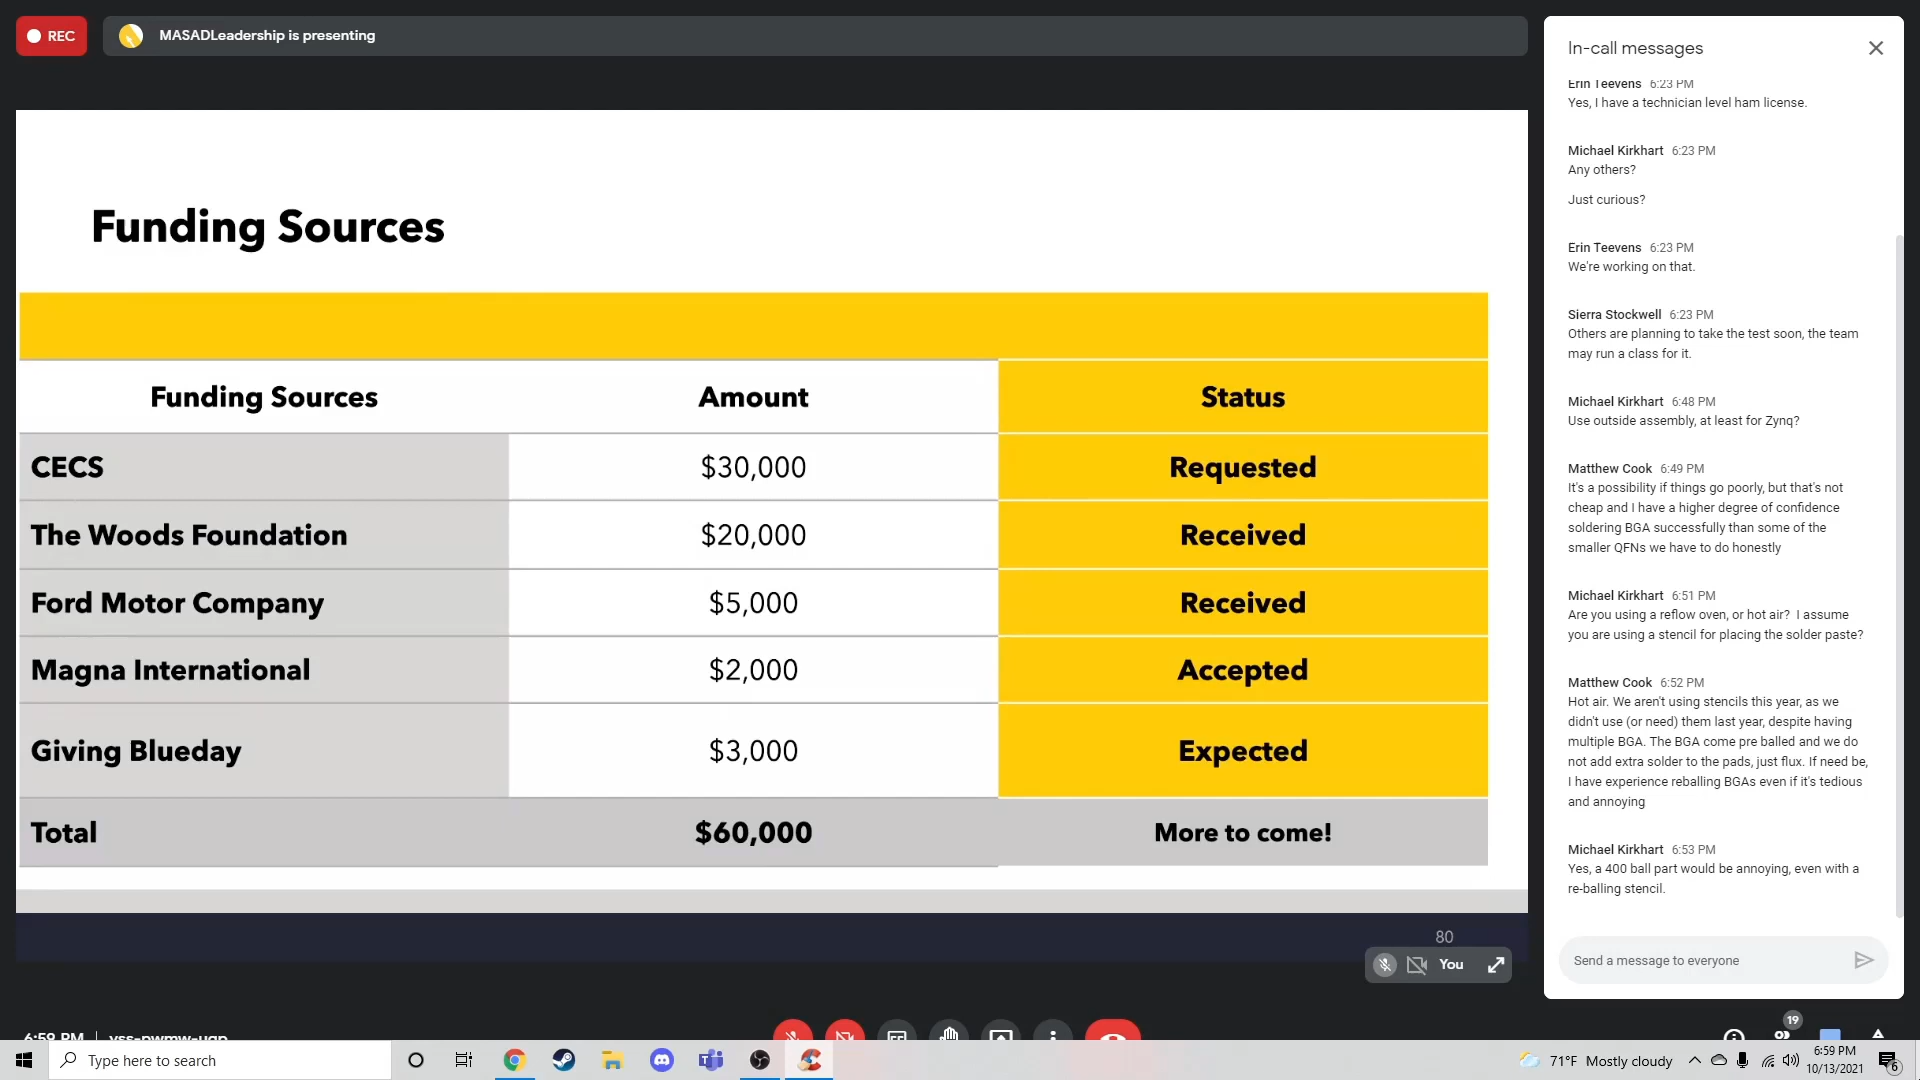 REC
MASADLeadership is presenting
Funding Sources
Funding Sources Amount Status
CECS $30,000 Requested
The Woods Foundation $20,000 Received
Ford Motor Company $5,000 Received
Magna International $2,000 Accepted
Giving Blueday $3,000 Expected
Total $60,000 More to come!
80
You
In-call messages
Erin Teevens 6:23 PM
Yes, I have a technician level ham license.
Michael Kirkhart 6:23 PM
Any others?
Just curious?
Erin Teevens 6:23 PM
We're working on that.
Sierra Stockwell 6:23 PM
Others are planning to take the test soon, the team
may run a class for it.
Michael Kirkhart 6:48 PM
Use outside assembly, at least for Zynq?
Matthew Cook 6:49 PM
It's a possibility if things go poorly, but that's not
cheap and I have a higher degree of confidence
soldering BGA successfully than some of the
smaller QFNs we have to do honestly
Michael Kirkhart 6:51 PM
Are you using a reflow oven, or hot air? I assume
you are using a stencil for placing the solder paste?
Matthew Cook 6:52 PM
Hot air. We aren't using stencils this year, as we
didn't use (or need) them last year, despite having
multiple BGA. The BGA come pre balled and we do
not add extra solder to the pads, just flux. If need be,
I have experience reballing BGAs even if it's tedious
and annoying
Michael Kirkhart 6:53 PM
Yes, a 400 ball part would be annoying, even with a
re-balling stencil.
Send a message to everyone
6:59 PM
19
Type here to search
71°F Mostly cloudy
6:59 PM
10/13/2021
6